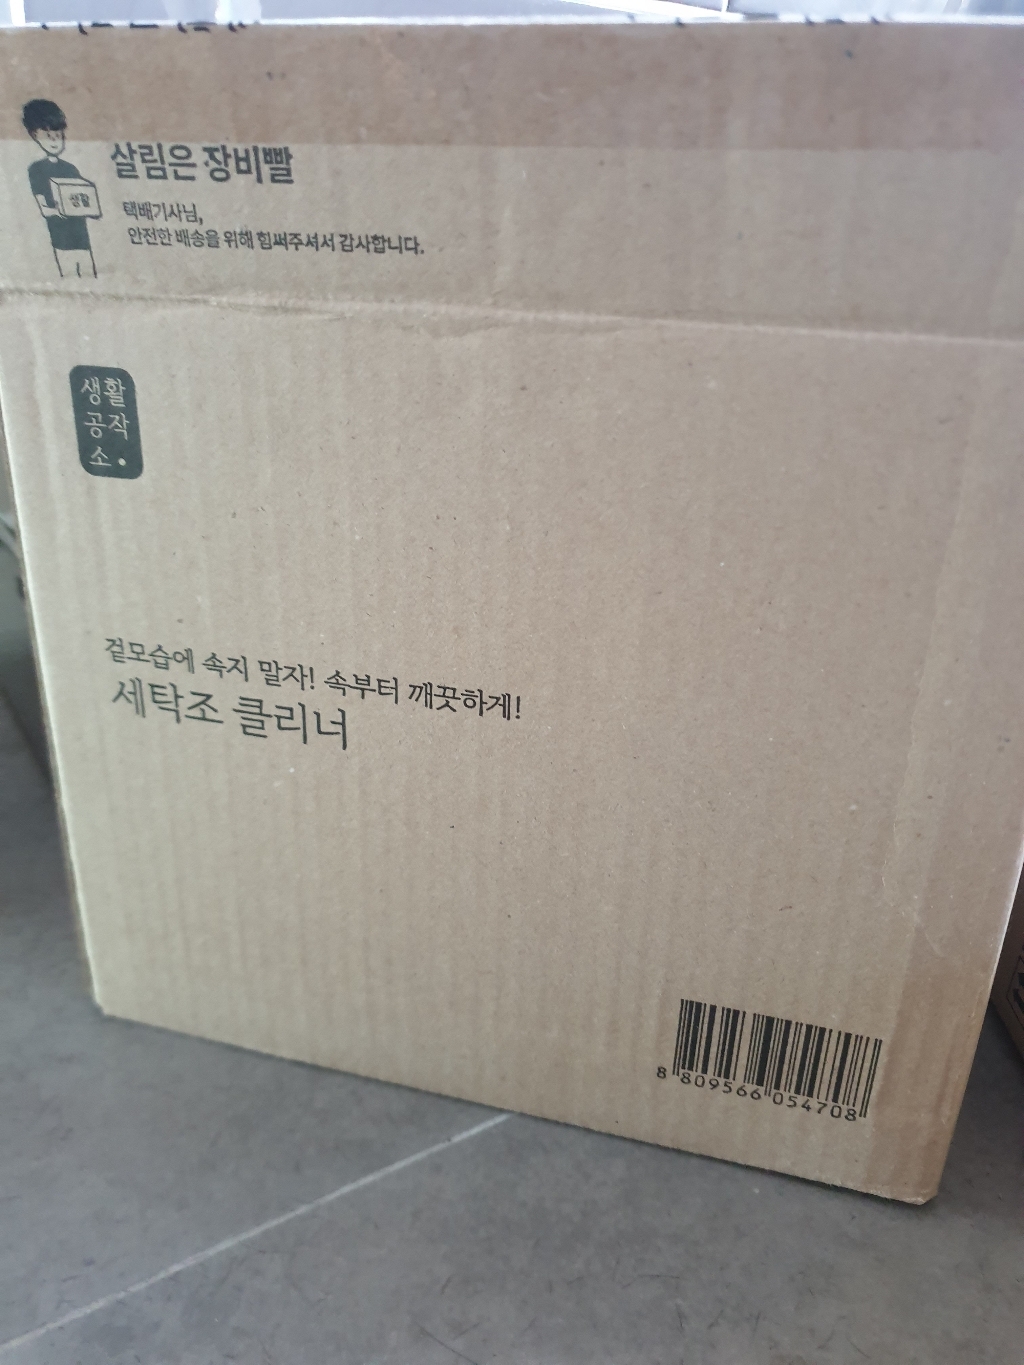 살림은 장비빨
생활
택배기사님,
안전한 배송을 위해 힘써주셔서 감사합니다.
생활
공작
소.
겉모습에 속지 말자! 속부터 깨끗하게!
세탁조 클리너
8 809566 054708